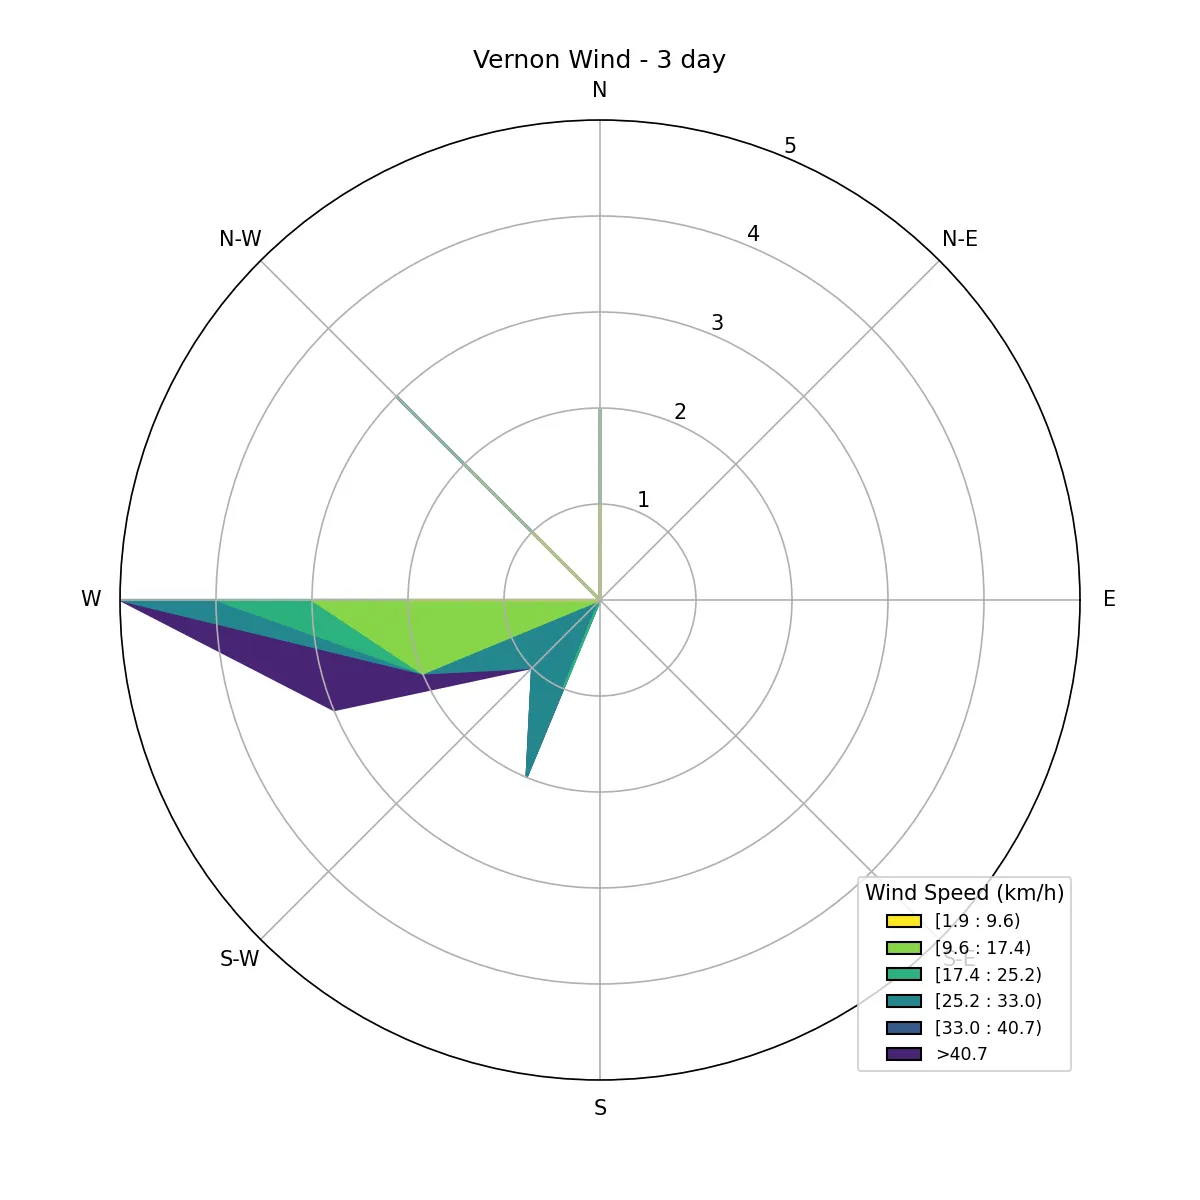 Vernon Wind - 3 day
N
5
N-W
4
N-E
3
2
1
W
E
Wind Speed (km/h)
[1.9 : 9.6)
[9.6 : 17.4)
S-W
S-E
[17.4 : 25.2)
[25.2 : 33.0)
[33.0 : 40.7)
>40.7
S